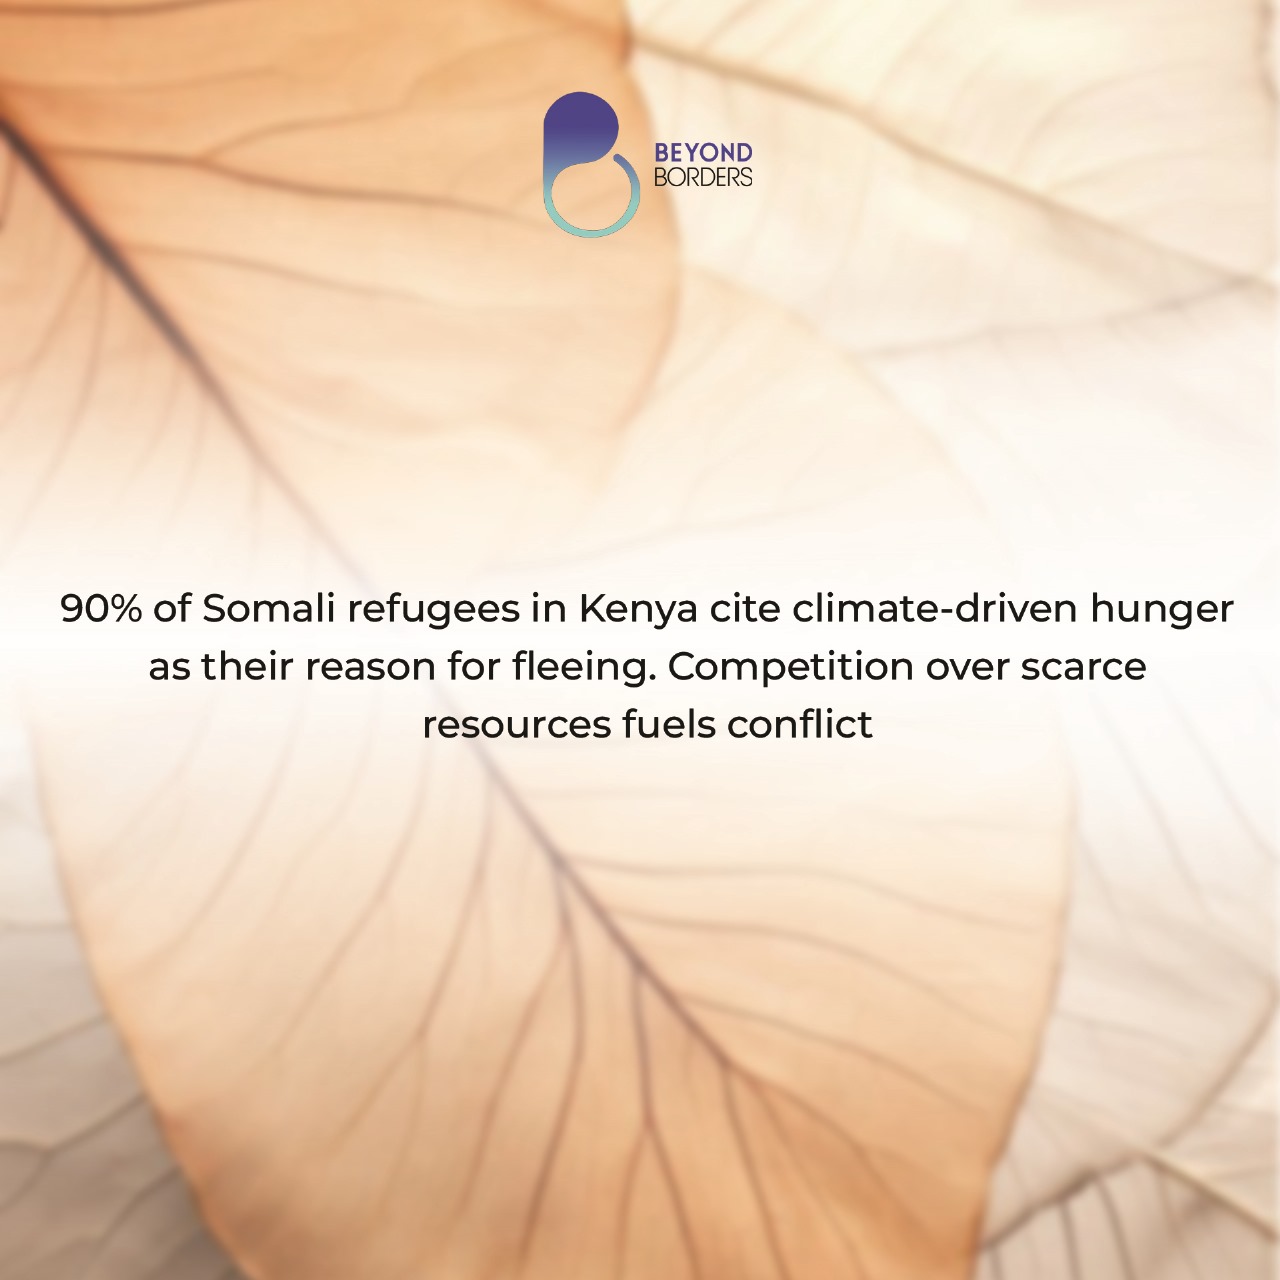 BEYOND
BORDERS
90% of Somali refugees in Kenya cite climate-driven hunger
as their reason for fleeing. Competition over scarce
resources fuels conflict